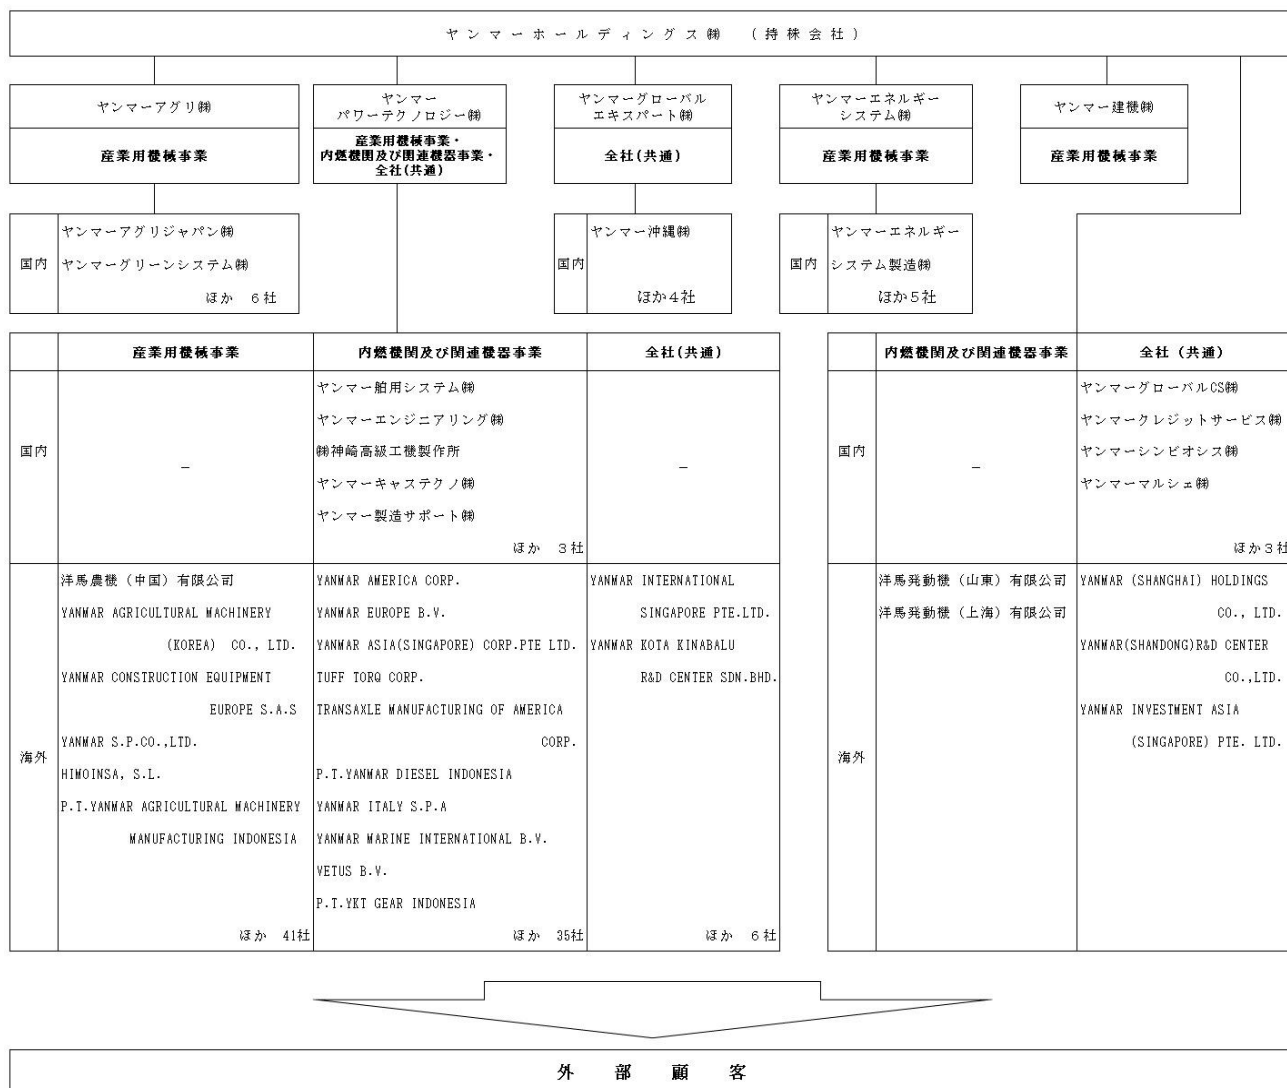 ヤンマーホールディングス㈱ (持株会社)
ヤンマーアグリ㈱
産業用機械事業
ヤンマー
パワーテクノロジー㈱
産業用機械事業・
内燃機関及び関連機器事業・
全社(共通)
ヤンマーグローバル
エキスパート㈱
全社(共通)
ヤンマーエネルギー
システム㈱
産業用機械事業
ヤンマー建機㈱
産業用機械事業
国内
ヤンマーアグリジャパン㈱
ヤンマーグリーンシステム㈱
ほか 6社
国内
ヤンマー沖縄㈱
ほか4社
国内
ヤンマーエネルギー
システム製造㈱
ほか5社
産業用機械事業
内燃機関及び関連機器事業
全社(共通)
国内
－
ヤンマー舶用システム㈱
ヤンマーエンジニアリング㈱
㈱神崎高級工機製作所
ヤンマーキャステクノ㈱
ヤンマー製造サポート㈱
ほか 3社
－
海外
洋馬農機（中国）有限公司
YANMAR AGRICULTURAL MACHINERY
(KOREA) CO., LTD.
YANMAR CONSTRUCTION EQUIPMENT
EUROPE S.A.S
YANMAR S.P.CO.,LTD.
HIMOINSA, S.L.
P.T.YANMAR AGRICULTURAL MACHINERY
MANUFACTURING INDONESIA
ほか 41社
YANMAR AMERICA CORP.
YANMAR EUROPE B.V.
YANMAR ASIA(SINGAPORE) CORP.PTE LTD.
TUFF TORQ CORP.
TRANSAXLE MANUFACTURING OF AMERICA
CORP.
P.T.YANMAR DIESEL INDONESIA
YANMAR ITALY S.P.A
YANMAR MARINE INTERNATIONAL B.V.
VETUS B.V.
P.T.YKT GEAR INDONESIA
ほか 35社
YANMAR INTERNATIONAL
SINGAPORE PTE.LTD.
YANMAR KOTA KINABALU
R&D CENTER SDN.BHD.
ほか 6社
内燃機関及び関連機器事業
全社（共通）
国内
－
ヤンマーグローバルCS㈱
ヤンマークレジットサービス㈱
ヤンマーシンビオシス㈱
ヤンマーマルシェ㈱
ほか3社
海外
洋馬発動機（山東）有限公司
洋馬発動機（上海）有限公司
YANMAR (SHANGHAI) HOLDINGS
CO., LTD.
YANMAR(SHANDONG)R&D CENTER
CO.,LTD.
YANMAR INVESTMENT ASIA
(SINGAPORE) PTE. LTD.
外部顧客